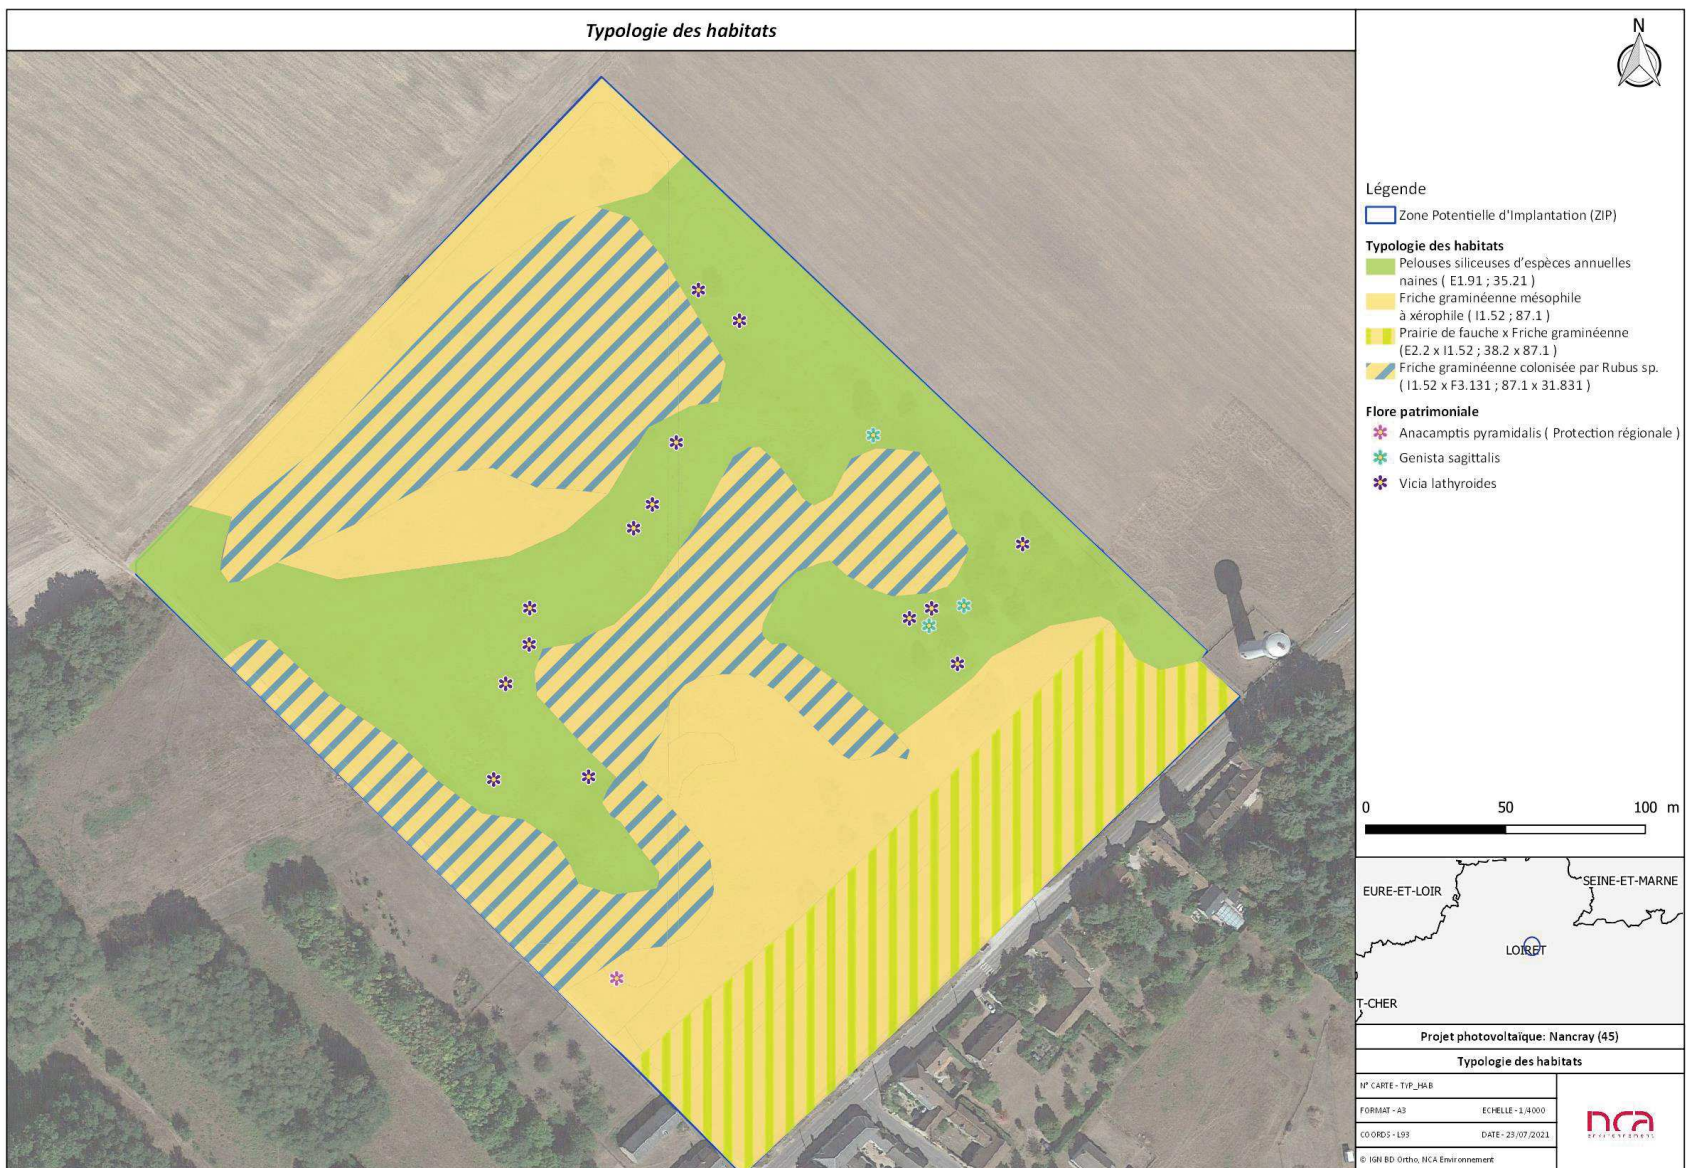 Typologie des habitats
N
Légende
Zone Potentielle d'Implantation (ZIP)
Typologie des habitats
Pelouses siliceuses d'espèces annuelles
naines ( E1.91 ; 35.21 )
Friche graminéenne mésophile
à xérophile ( I1.52 ; 87.1 )
Prairie de fauche x Friche graminéenne
(E2.2 x I1.52 ; 38.2 x 87.1 )
Friche graminéenne colonisée par Rubus sp.
( I1.52 x F3.131 ; 87.1 x 31.831 )
Flore patrimoniale
Anacamptis pyramidalis ( Protection régionale )
Genista sagittalis
Vicia lathyroides
0 50 100 m
EURE-ET-LOIR
SEINE-ET-MARNE
LOIRET
T-CHER
Projet photovoltaïque: Nancray (45)
Typologie des habitats
N° CARTE - TYP_HAB
FORMAT - A3 ECHELLE - 1/4000
COORDS - L93 DATE - 23/07/2021
© IGN BD Ortho, NCA Environnement
nca
environnement